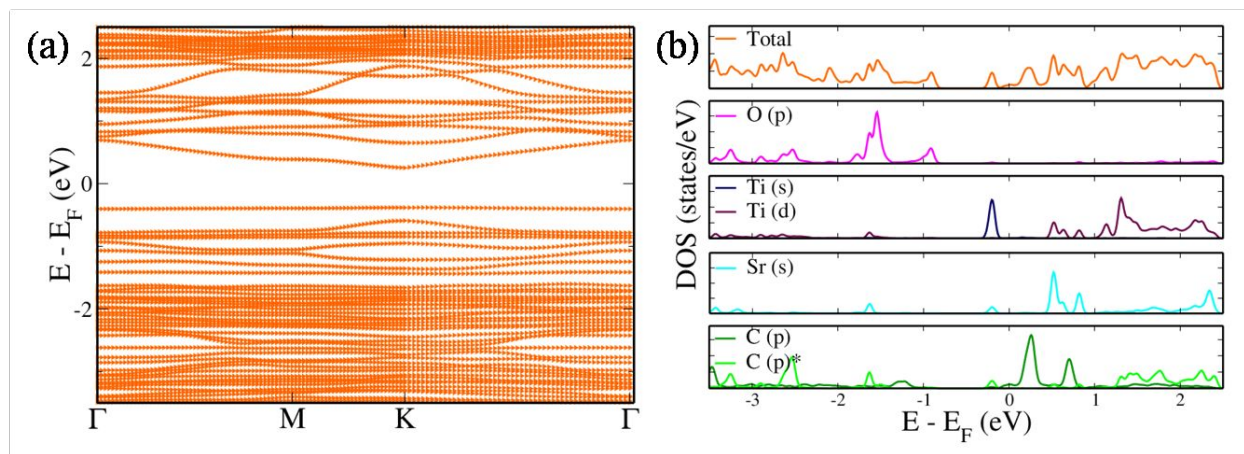 (a)
E - E_F (eV)
2
0
-2
Γ
M
K
Γ
(b)
DOS (states/eV)
Total
O (p)
Ti (s)
Ti (d)
Sr (s)
C (p)
C (p)*
-3
-2
-1
0
1
2
E - E_F (eV)